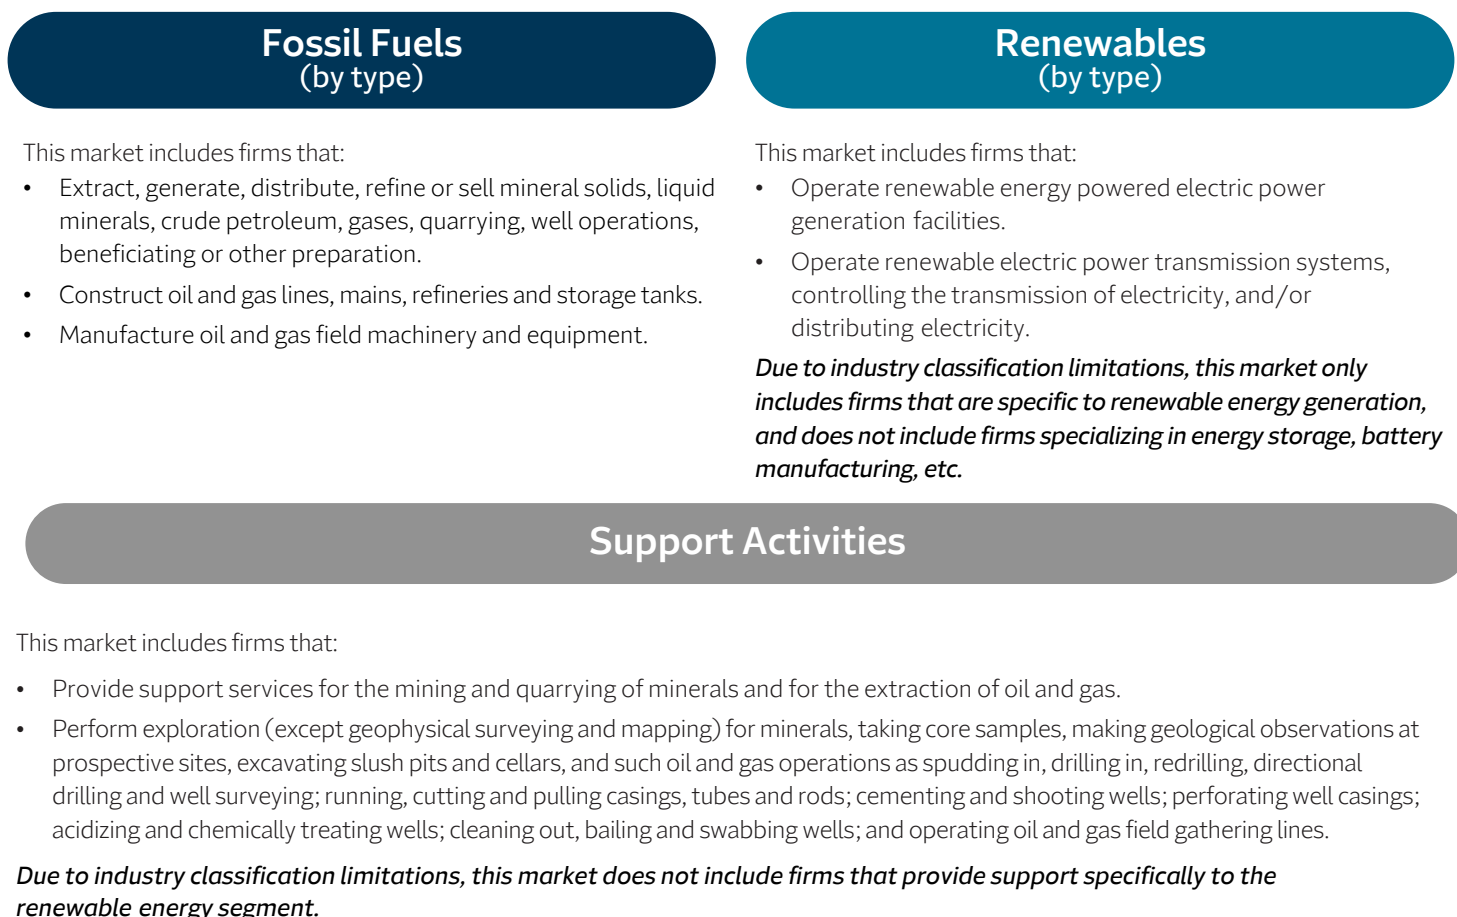 Fossil Fuels
(by type)
This market includes firms that:
• Extract, generate, distribute, refine or sell mineral solids, liquid
minerals, crude petroleum, gases, quarrying, well operations,
beneficiating or other preparation.
• Construct oil and gas lines, mains, refineries and storage tanks.
• Manufacture oil and gas field machinery and equipment.
Renewables
(by type)
This market includes firms that:
• Operate renewable energy powered electric power
generation facilities.
• Operate renewable electric power transmission systems,
controlling the transmission of electricity, and/or
distributing electricity.
Due to industry classification limitations, this market only
includes firms that are specific to renewable energy generation,
and does not include firms specializing in energy storage, battery
manufacturing, etc.
Support Activities
This market includes firms that:
• Provide support services for the mining and quarrying of minerals and for the extraction of oil and gas.
• Perform exploration (except geophysical surveying and mapping) for minerals, taking core samples, making geological observations at
prospective sites, excavating slush pits and cellars, and such oil and gas operations as spudding in, drilling in, redrilling, directional
drilling and well surveying; running, cutting and pulling casings, tubes and rods; cementing and shooting wells; perforating well casings;
acidizing and chemically treating wells; cleaning out, bailing and swabbing wells; and operating oil and gas field gathering lines.
Due to industry classification limitations, this market does not include firms that provide support specifically to the
renewable energy segment.